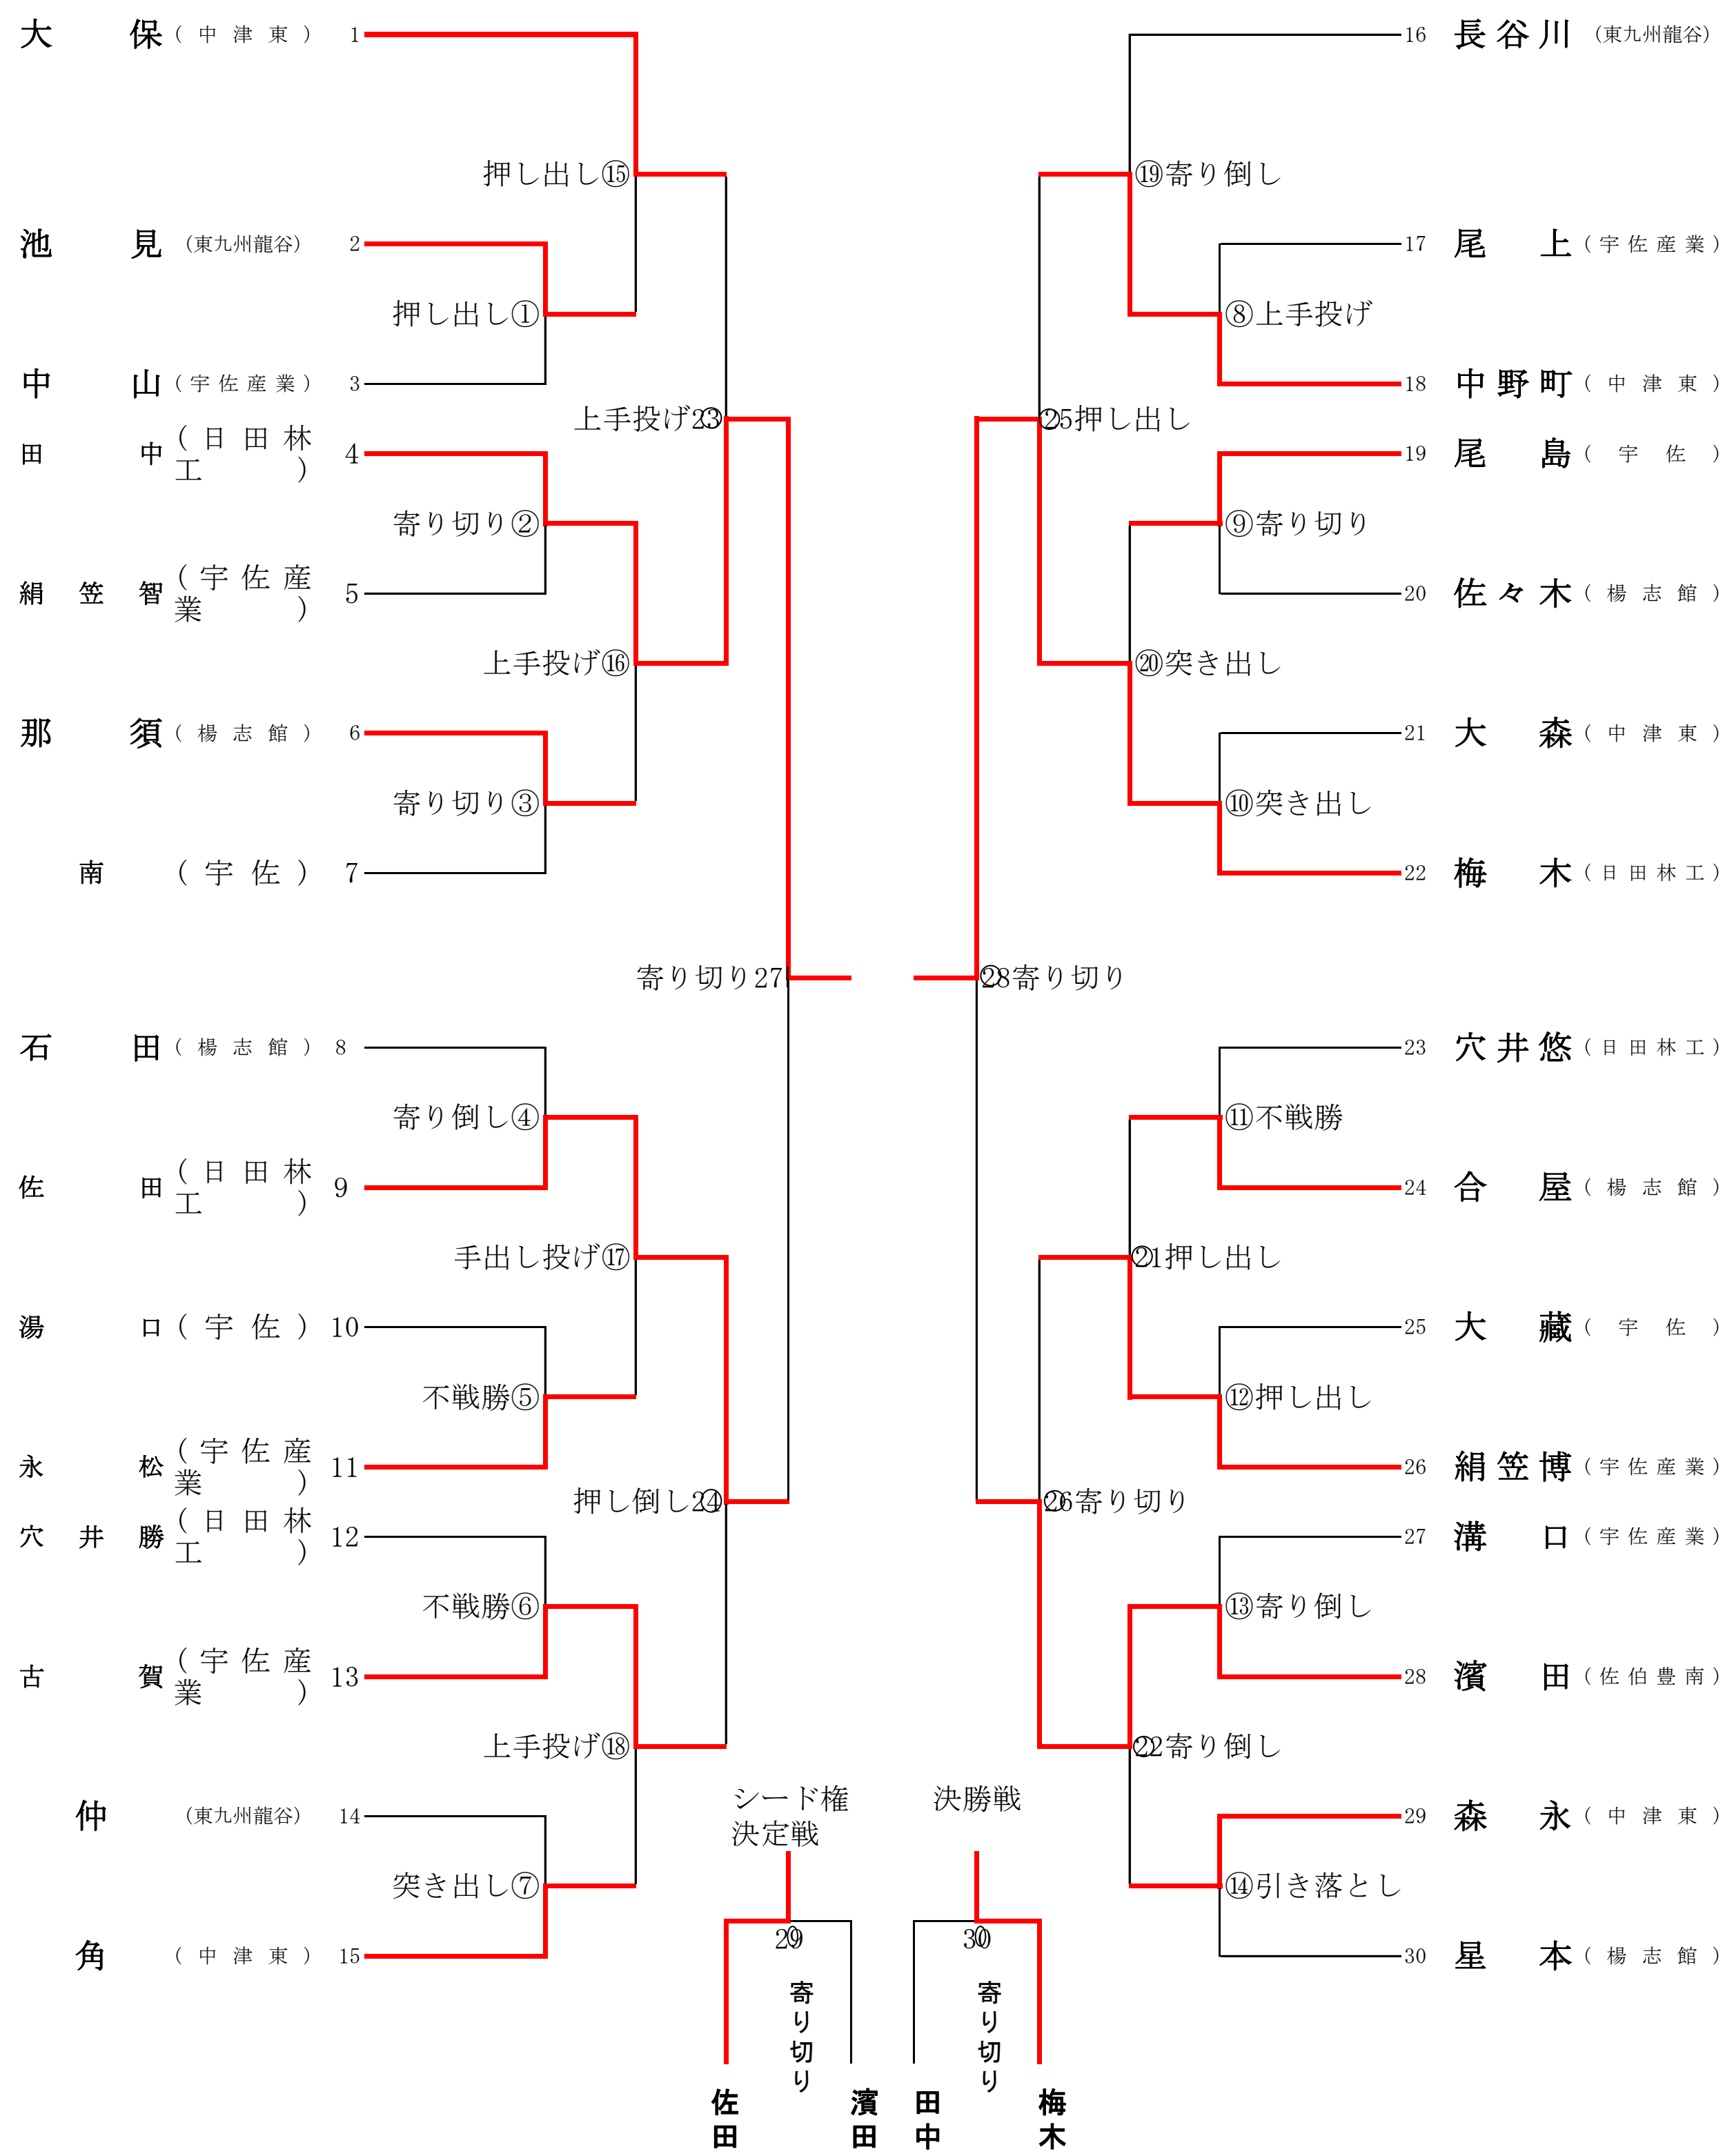 大保 (中津東) 1
押し出し⑮
池見 (東九州龍谷) 2
押し出し①
中山 (宇佐産業) 3
上手投げ23
田中 (日田林工) 4
寄り切り②
絹笠智 (宇佐産業) 5
上手投げ⑯
那須 (楊志館) 6
寄り切り③
南 (宇佐) 7
寄り切り27
石田 (楊志館) 8
寄り倒し④
佐田 (日田林工) 9
手出し投げ⑰
湯口 (宇佐) 10
不戦勝⑤
永松 (宇佐産業) 11
押し倒し24
穴井勝 (日田林工) 12
不戦勝⑥
古賀 (宇佐産業) 13
上手投げ⑱
仲 (東九州龍谷) 14
突き出し⑦
角 (中津東) 15
16 長谷川 (東九州龍谷)
⑲寄り倒し
17 尾上 (宇佐産業)
⑧上手投げ
18 中野町 (中津東)
25押し出し
19 尾島 (宇佐)
⑨寄り切り
20 佐々木 (楊志館)
⑳突き出し
21 大森 (中津東)
⑩突き出し
22 梅木 (日田林工)
28寄り切り
23 穴井悠 (日田林工)
⑪不戦勝
24 合屋 (楊志館)
21押し出し
25 大藏 (宇佐)
⑫押し出し
26 絹笠博 (宇佐産業)
26寄り切り
27 溝口 (宇佐産業)
⑬寄り倒し
28 濱田 (佐伯豊南)
22寄り倒し
29 森永 (中津東)
⑭引き落とし
30 星本 (楊志館)
シード権
決定戦
29
寄り切り
佐田
濱田
決勝戦
30
寄り切り
田中
梅木